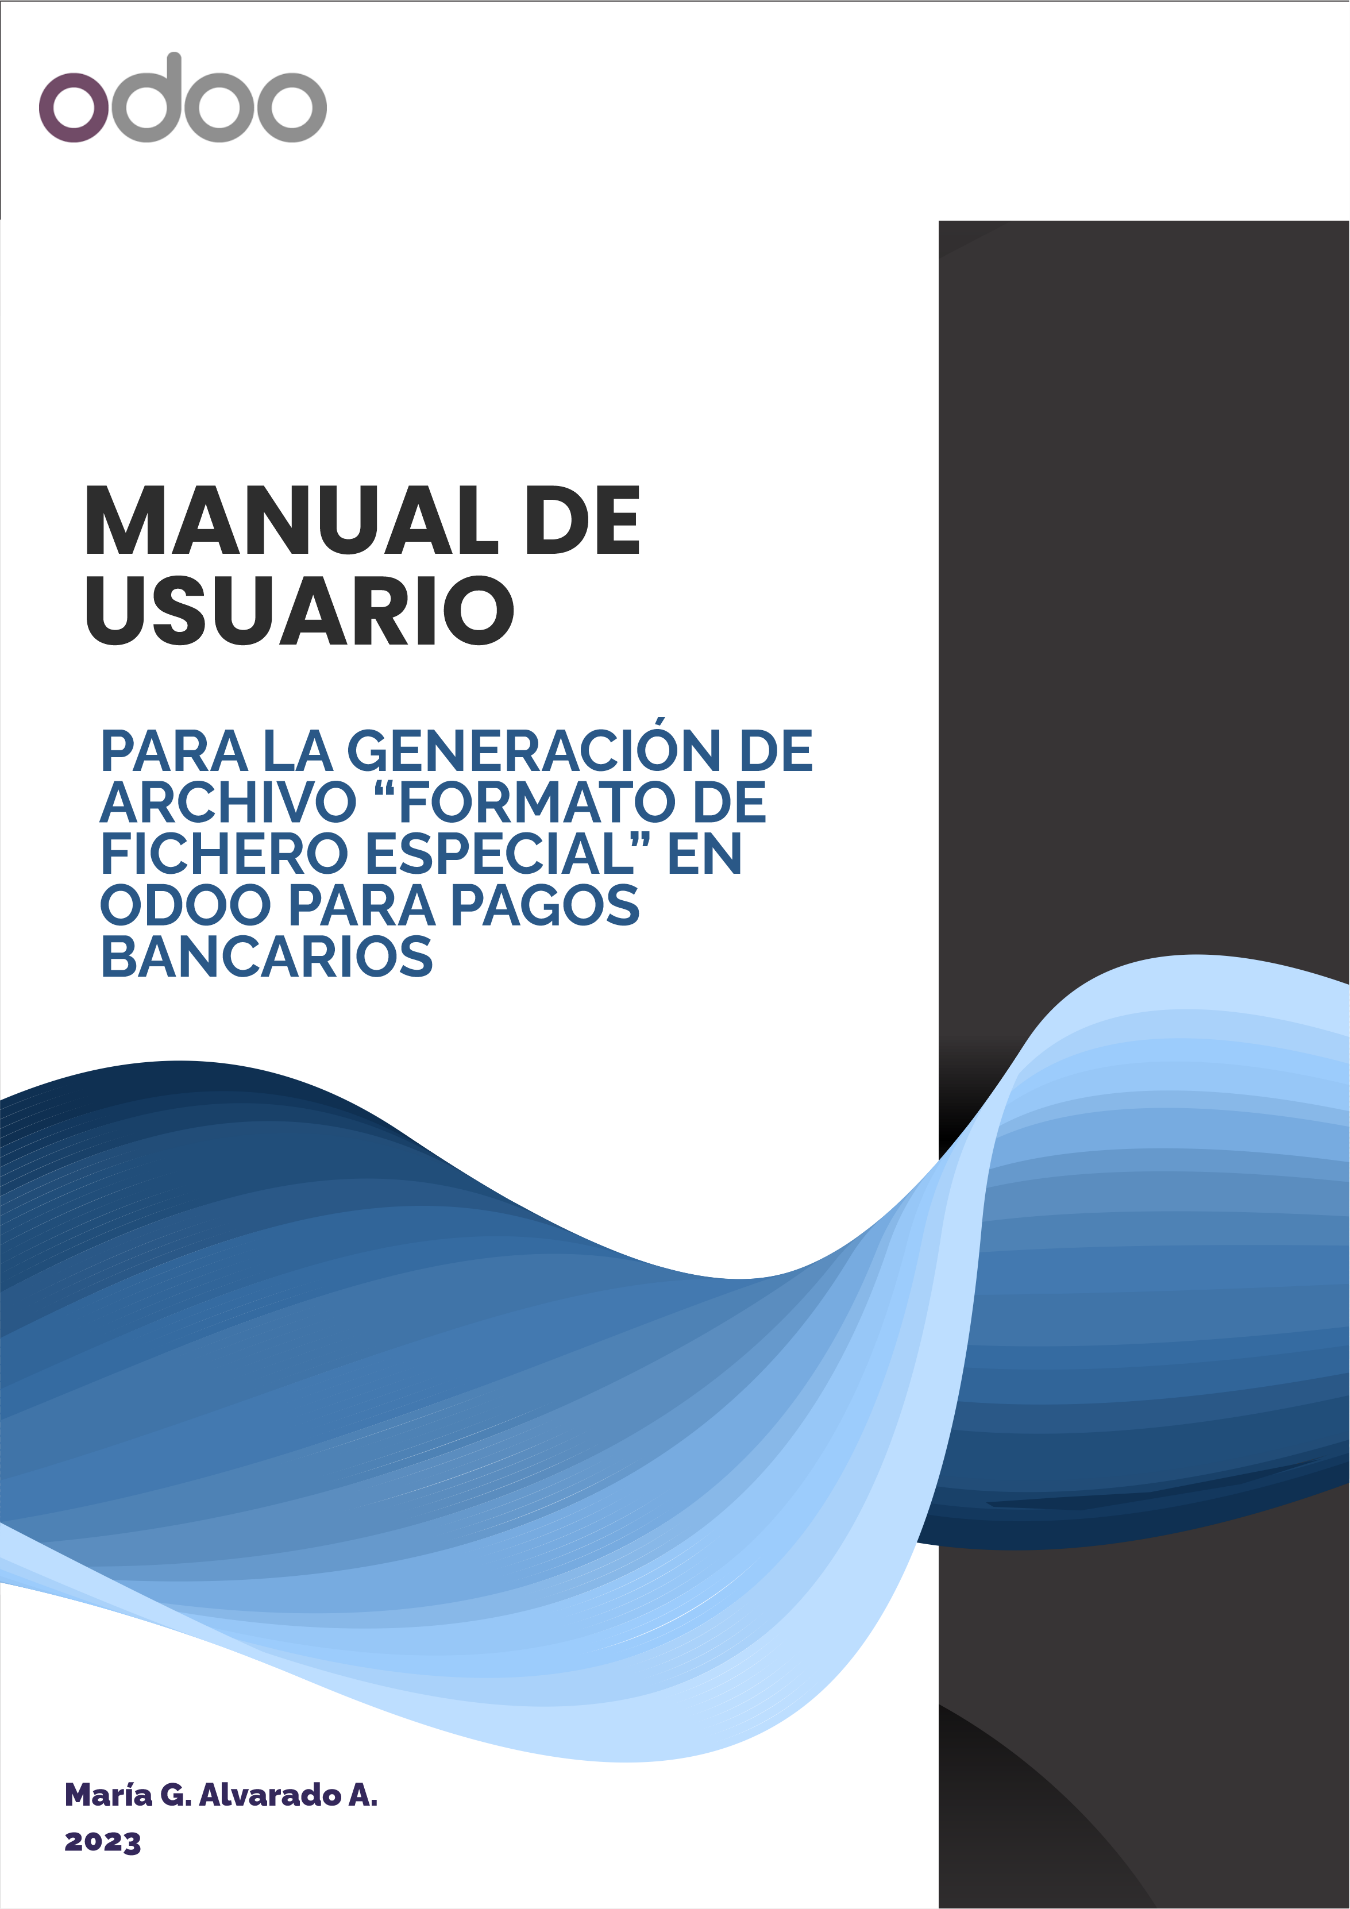 odoo
MANUAL DE
USUARIO
PARA LA GENERACIÓN DE
ARCHIVO “FORMATO DE
FICHERO ESPECIAL” EN
ODOO PARA PAGOS
BANCARIOS
María G. Alvarado A.
2023